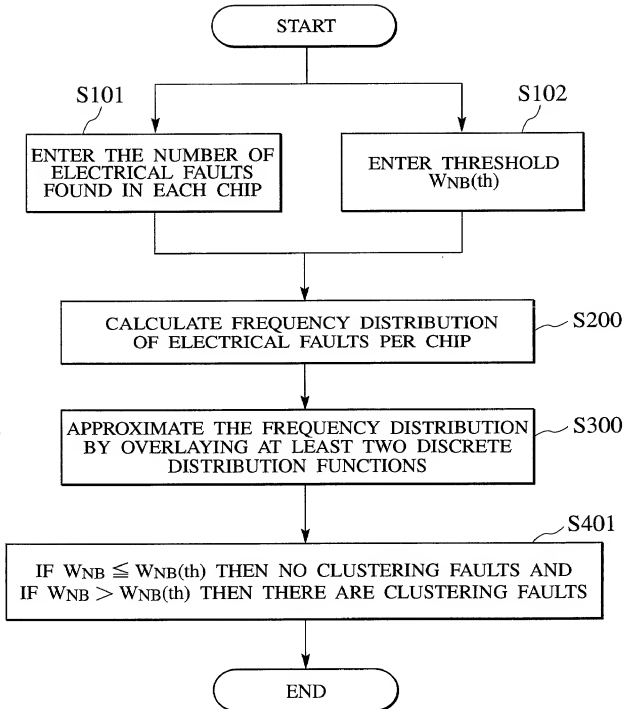 START
S101
S102
ENTER THE NUMBER OF
ELECTRICAL FAULTS
FOUND IN EACH CHIP
ENTER THRESHOLD
WNB(th)
CALCULATE FREQUENCY DISTRIBUTION
OF ELECTRICAL FAULTS PER CHIP
S200
APPROXIMATE THE FREQUENCY DISTRIBUTION
BY OVERLAYING AT LEAST TWO DISCRETE
DISTRIBUTION FUNCTIONS
S300
S401
IF WNB ≦ WNB(th) THEN NO CLUSTERING FAULTS AND
IF WNB > WNB(th) THEN THERE ARE CLUSTERING FAULTS
END